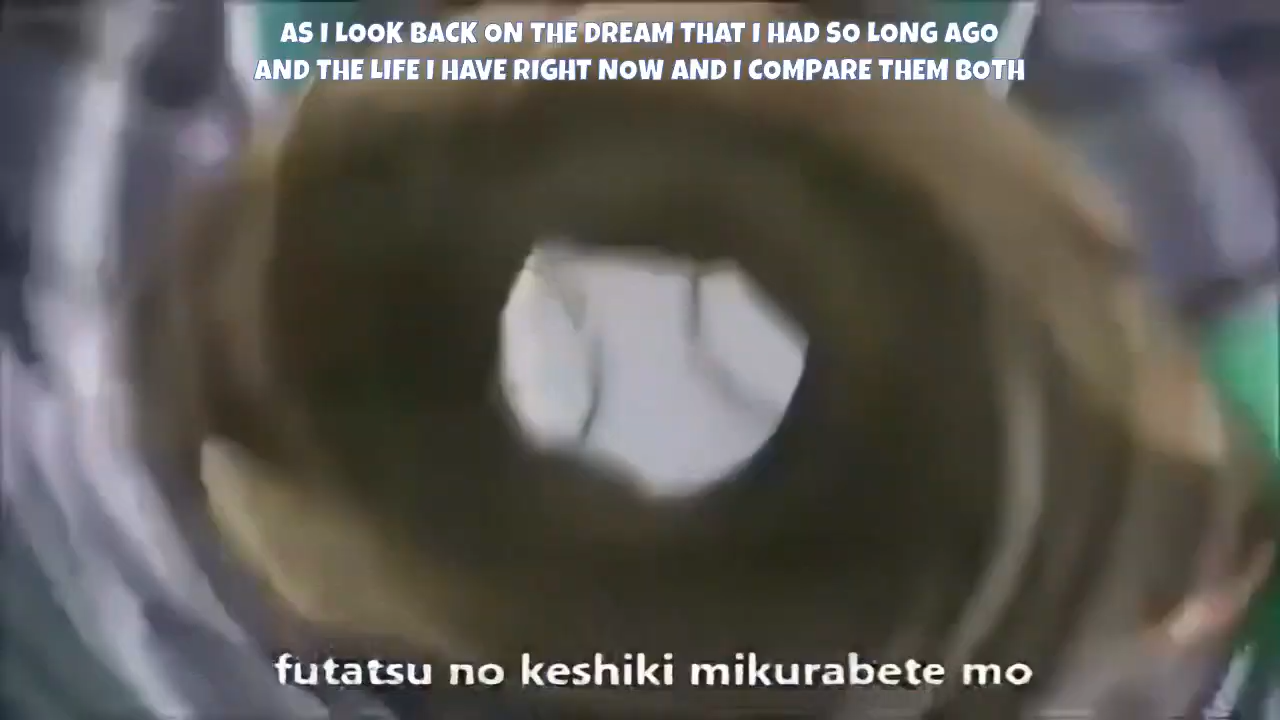 AS I LOOK BACK ON THE DREAM THAT I HAD SO LONG AGO
AND THE LIFE I HAVE RIGHT NOW AND I COMPARE THEM BOTH
futatsu no keshiki mikurabete mo